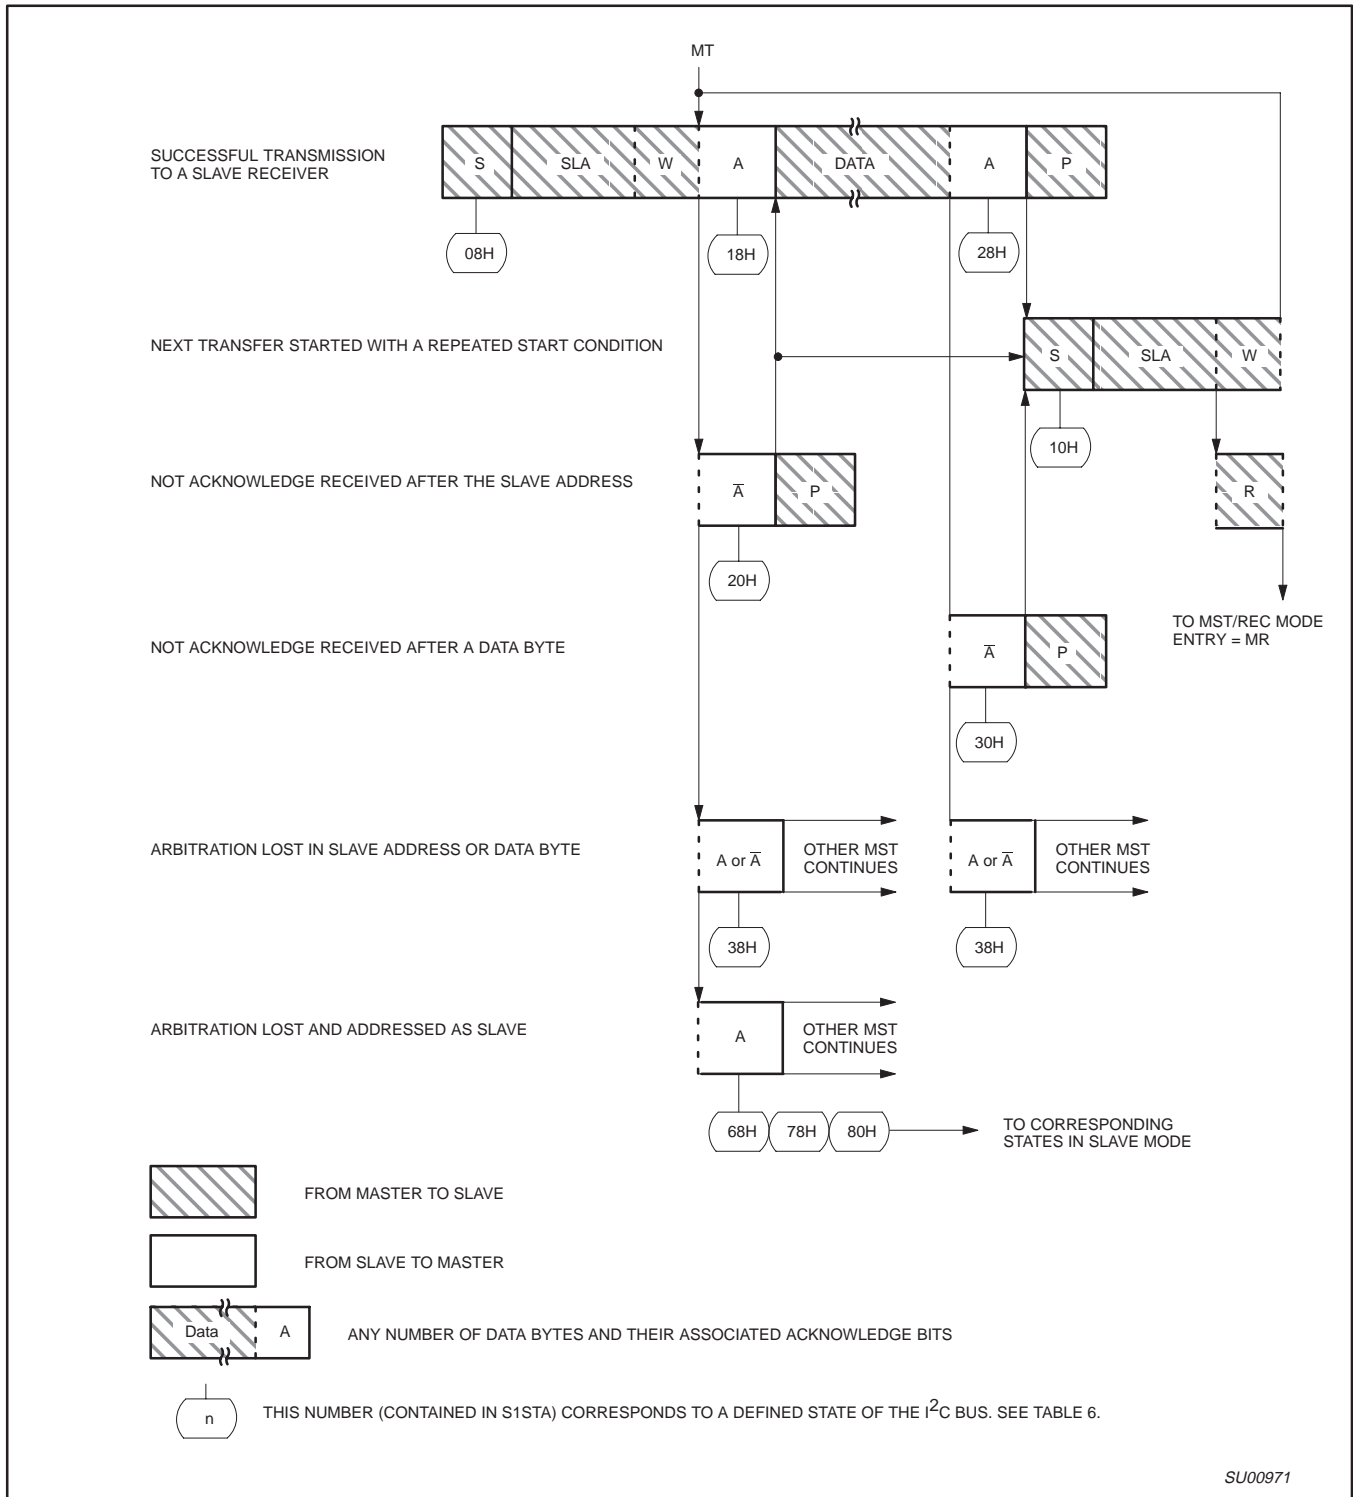 MT
SUCCESSFUL TRANSMISSION
TO A SLAVE RECEIVER
S SLA W A DATA A P
08H 18H 28H
NEXT TRANSFER STARTED WITH A REPEATED START CONDITION
S SLA W
10H
NOT ACKNOWLEDGE RECEIVED AFTER THE SLAVE ADDRESS
A̅ P R
20H
TO MST/REC MODE
ENTRY = MR
NOT ACKNOWLEDGE RECEIVED AFTER A DATA BYTE
A̅ P
30H
ARBITRATION LOST IN SLAVE ADDRESS OR DATA BYTE
A or A̅ OTHER MST
CONTINUES
A or A̅ OTHER MST
CONTINUES
38H 38H
ARBITRATION LOST AND ADDRESSED AS SLAVE
A OTHER MST
CONTINUES
68H 78H 80H TO CORRESPONDING
STATES IN SLAVE MODE
FROM MASTER TO SLAVE
FROM SLAVE TO MASTER
Data A ANY NUMBER OF DATA BYTES AND THEIR ASSOCIATED ACKNOWLEDGE BITS
n THIS NUMBER (CONTAINED IN S1STA) CORRESPONDS TO A DEFINED STATE OF THE I²C BUS. SEE TABLE 6.
SU00971